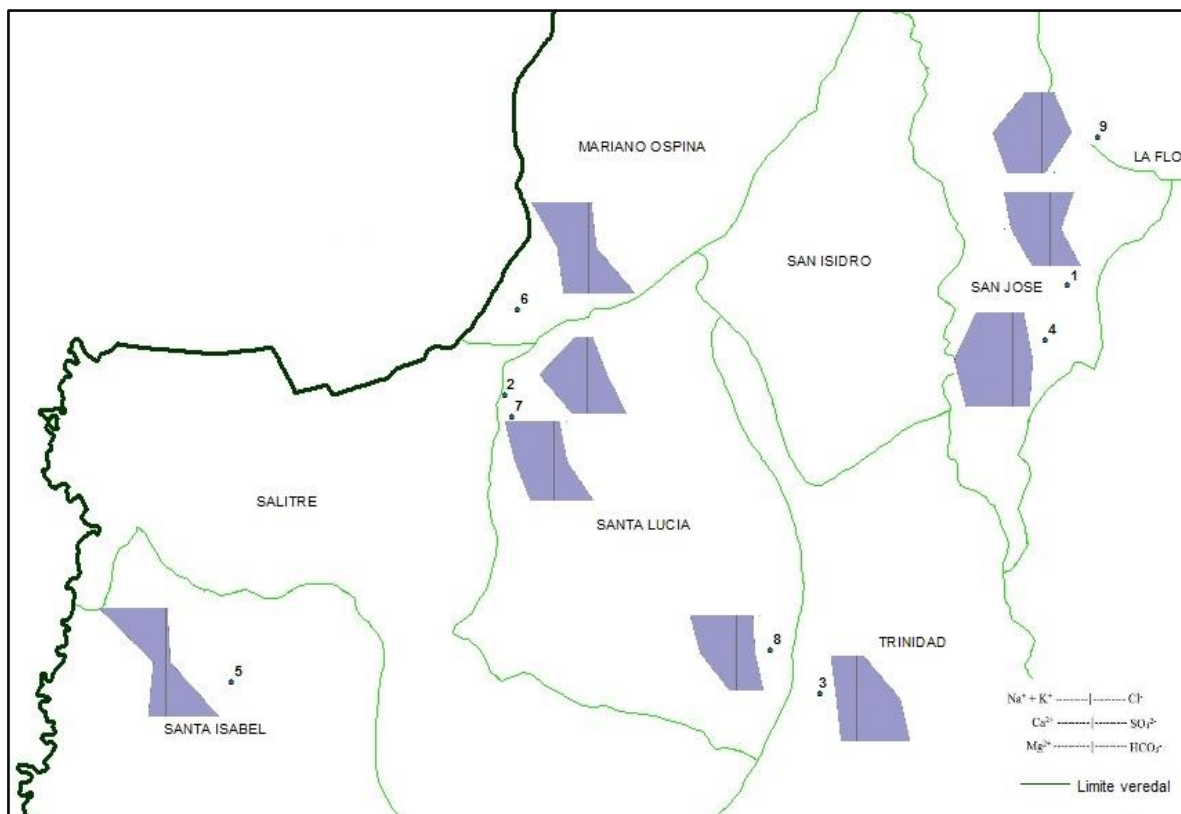 MARIANO OSPINA
9
LA FLO
SAN ISIDRO
SAN JOSE
1
6
4
2
7
SALITRE
SANTA LUCIA
TRINIDAD
8
5
3
SANTA ISABEL
Na⁺ + K⁺ ---------|-------- Cl⁻
Ca²⁺ ---------|-------- SO₄²⁻
Mg²⁺ ---------|-------- HCO₃⁻
Limite veredal